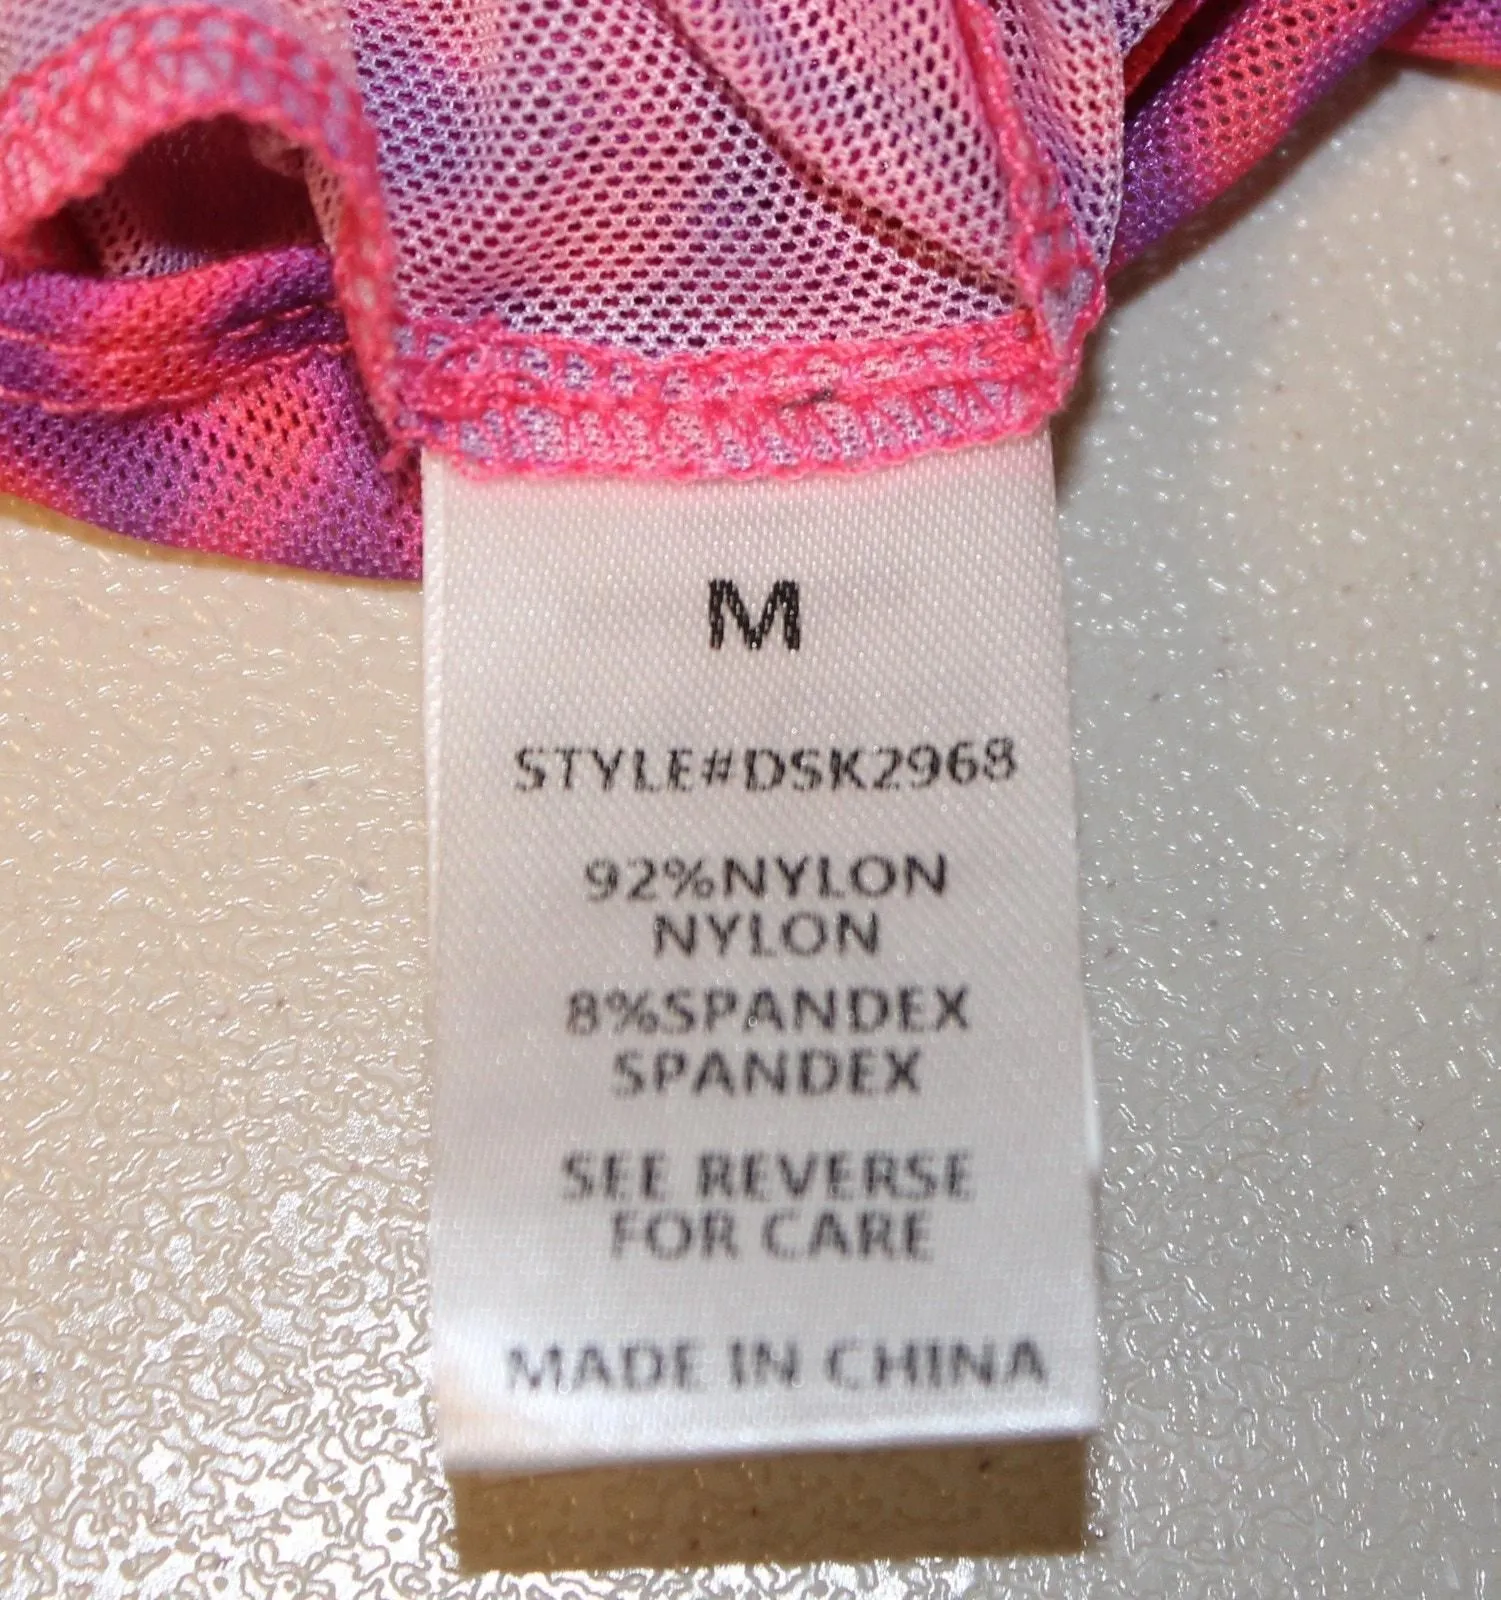 M
STYLE#DSK2968
92%NYLON
NYLON
8%SPANDEX
SPANDEX
SEE REVERSE
FOR CARE
MADE IN CHINA